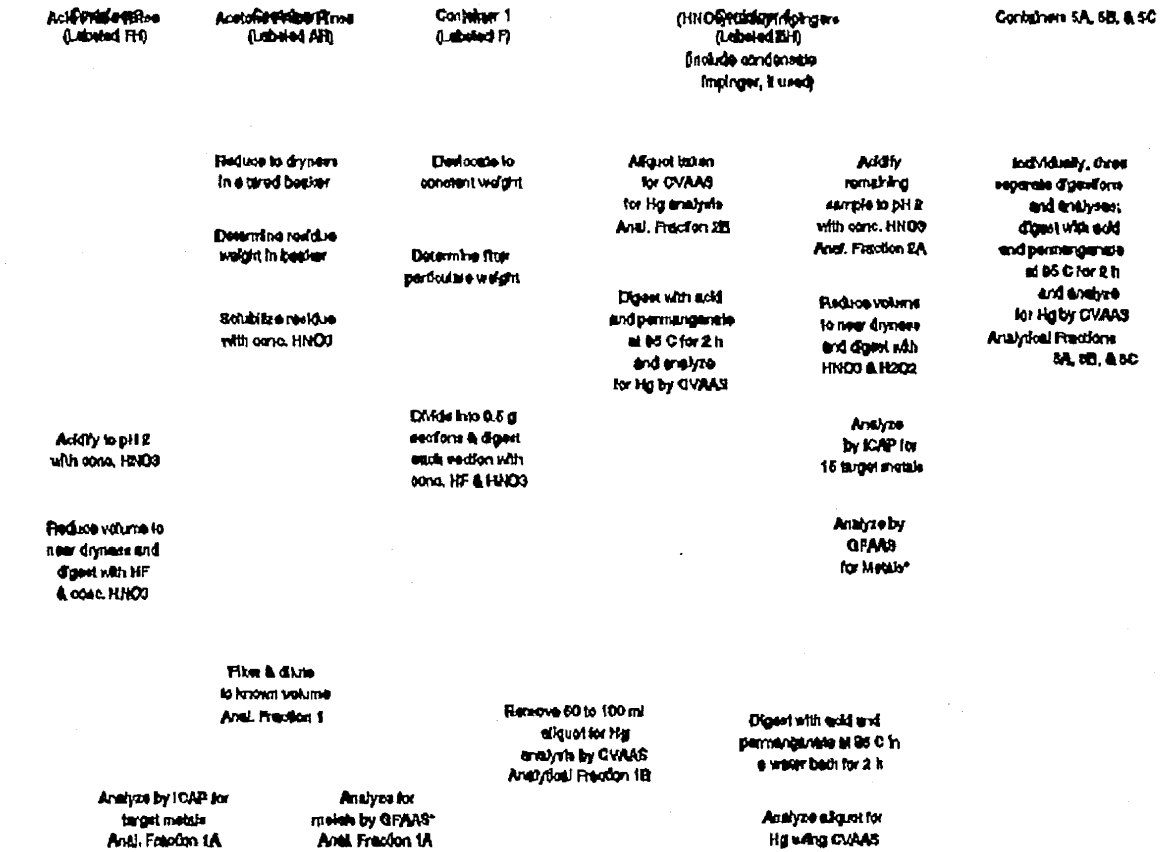 (Labeled FH)
Rinse
(Labeled AR)
Container 1
(Labeled F)
(HNO3) Impingers
(Labeled BH)
(include condensate
impinger, if used)
Containers 5A, 5B, & 5C
Reduce to dryness
in a tared beaker
Determine residue
weight in beaker
Solubilize residue
with conc. HNO3
Desiccate to
constant weight
Determine filter
particulate weight
Divide into 0.5 g
sections & digest
each section with
conc. HF & HNO3
Aliquot taken
for CVAAS
for Hg analysis
Anal. Fraction 2B
Digest with acid
and permanganate
at 95 C for 2 h
and analyze
for Hg by CVAAS
Acidify
remaining
sample to pH 2
with conc. HNO3
Anal. Fraction 2A
Reduce volume
to near dryness
and digest with
HNO3 & H2O2
Analyze
by ICAP for
15 target metals
Analyze by
GFAAS
for Metals*
Individually, three
separate digestions
and analyses;
digest with acid
and permanganate
at 95 C for 2 h
and analyze
for Hg by CVAAS
Analytical Fractions
5A, 5B, & 5C
Acidify to pH 2
with conc. HNO3
Reduce volume to
near dryness and
digest with HF
& conc. HNO3
Filter & dilute
to known volume
Anal. Fraction 1
Remove 50 to 100 ml
aliquot for Hg
analysis by CVAAS
Analytical Fraction 1B
Digest with acid and
permanganate at 95 C in
a water bath for 2 h
Analyze by ICAP for
target metals
Anal. Fraction 1A
Analyze for
metals by GFAAS*
Anal. Fraction 1A
Analyze aliquot for
Hg using CVAAS